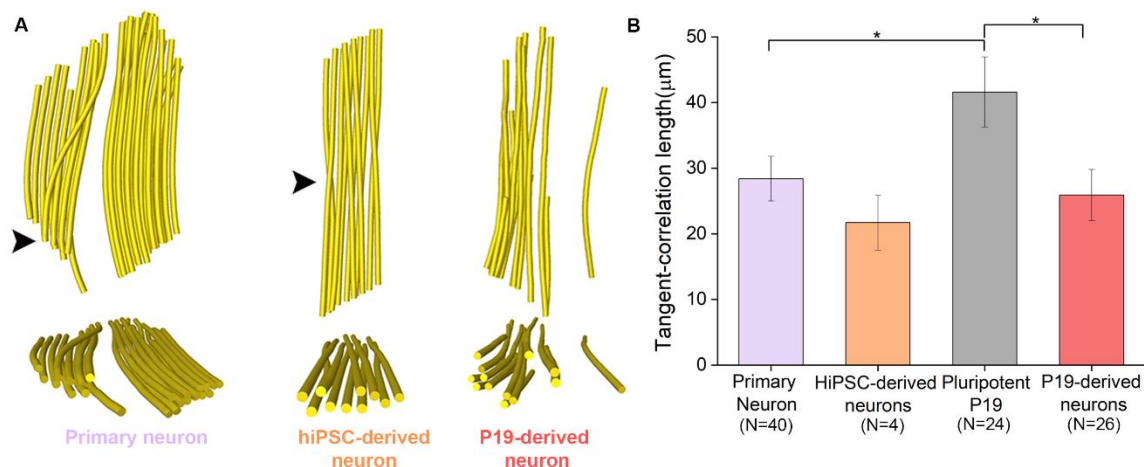 A
Primary neuron
hiPSC-derived
neuron
P19-derived
neuron
B
Tangent-correlation length(μm)
50
40
30
20
10
0
*
*
Primary
Neuron
(N=40)
HiPSC-derived
neurons
(N=4)
Pluripotent
P19
(N=24)
P19-derived
neurons
(N=26)